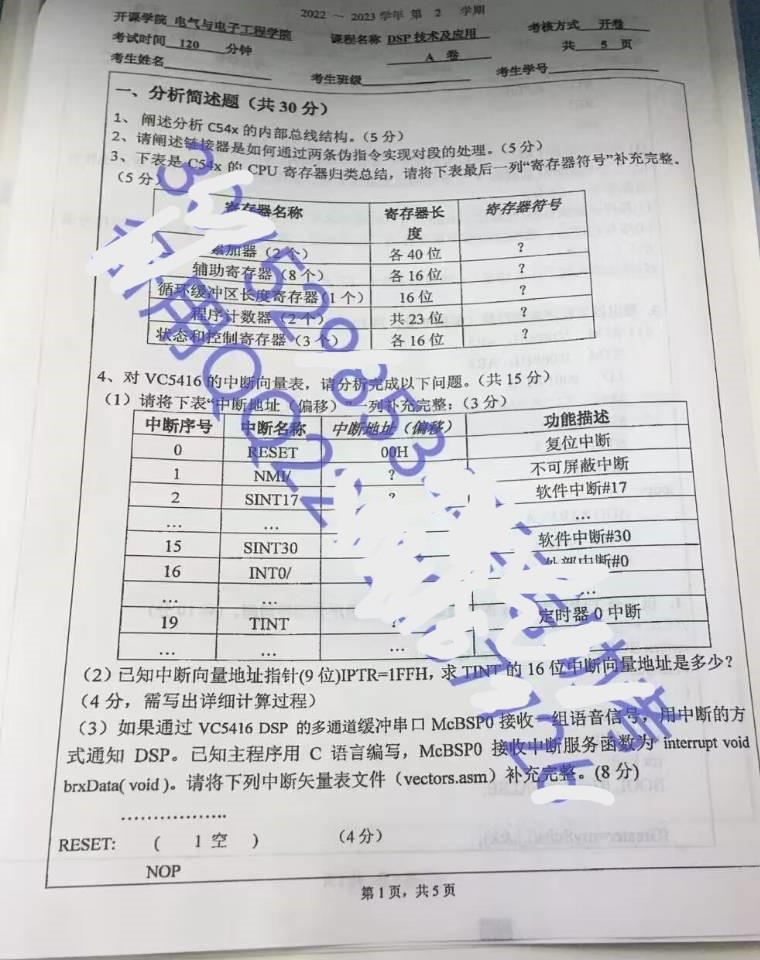 2022 ~ 2023 学年 第 2 学期
开课学院 电气与电子工程学院 课程名称 DSP 技术及应用 考核方式 开卷
考试时间 120 分钟 A 卷 共 5 页
考生姓名 考生班级 考生学号
一、分析简述题（共 30 分）
1、 阐述分析 C54x 的内部总线结构。（5 分）
2、请阐述链接器是如何通过两条伪指令实现对段的处理。（5 分）
3、下表是 C54x 的 CPU 寄存器归类总结，请将下表最后一列“寄存器符号”补充完整。
（5 分）
寄存器名称 寄存器长度 寄存器符号
累加器（2 个） 各 40 位 ?
辅助寄存器（8 个） 各 16 位 ?
循环缓冲区长度寄存器（1 个） 16 位 ?
程序计数器（2 个） 共 23 位 ?
状态和控制寄存器（3 个） 各 16 位 ?
4、对 VC5416 的中断向量表，请分析完成以下问题。（共 15 分）
（1）请将下表“中断地址（偏移）”一列补充完整：（3 分）
中断序号 中断名称 中断地址（偏移） 功能描述
0 RESET 00H 复位中断
1 NMI/ ? 不可屏蔽中断
2 SINT17 ? 软件中断#17
… … …
15 SINT30 软件中断#30
16 INT0/ 外部中断#0
… … …
19 TINT ? 定时器 0 中断
… … …
（2）已知中断向量地址指针(9 位)IPTR=1FFH，求 TINT 的 16 位中断向量地址是多少？
（4 分，需写出详细计算过程）
（3）如果通过 VC5416 DSP 的多通道缓冲串口 McBSP0 接收一组语音信号，用中断的方
式通知 DSP。已知主程序用 C 语言编写，McBSP0 接收中断服务函数为 interrupt void
brxData( void )。请将下列中断矢量表文件（vectors.asm）补充完整。(8 分)
………………..
RESET: ( 1 空 ) （4 分）
NOP
第 1 页，共 5 页